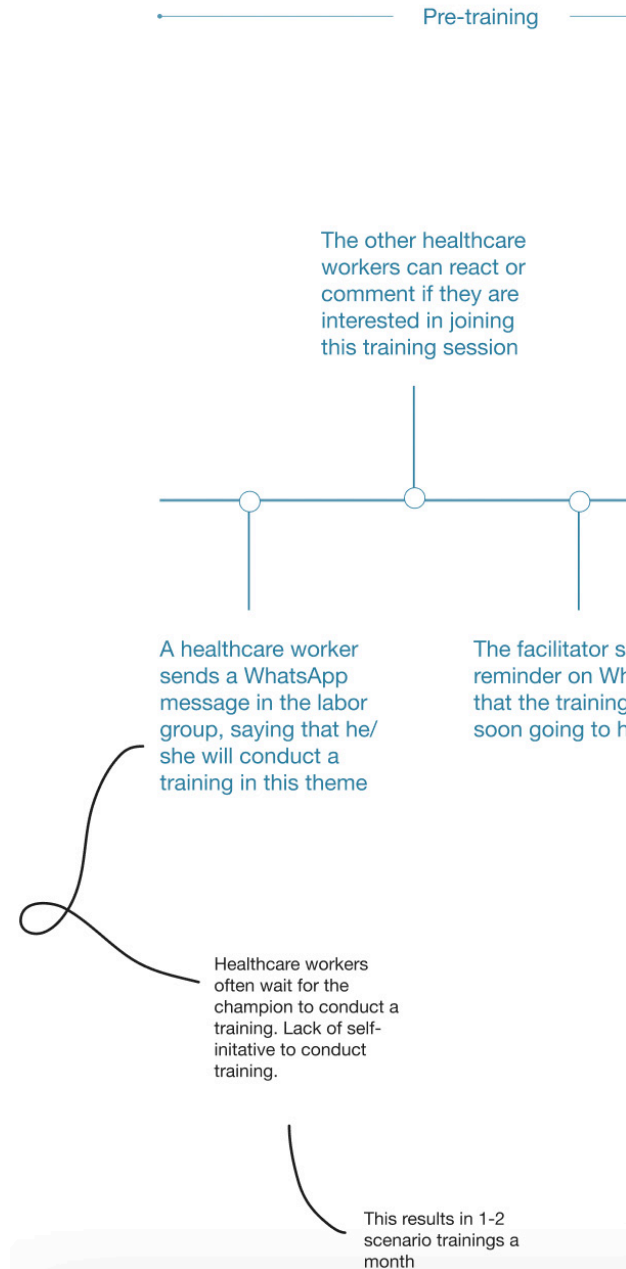 Pre-training
The other healthcare
workers can react or
comment if they are
interested in joining
this training session
A healthcare worker
sends a WhatsApp
message in the labor
group, saying that he/
she will conduct a
training in this theme
The facilitator s
reminder on Wh
that the training
soon going to h
Healthcare workers
often wait for the
champion to conduct a
training. Lack of self-
initative to conduct
training.
This results in 1-2
scenario trainings a
month